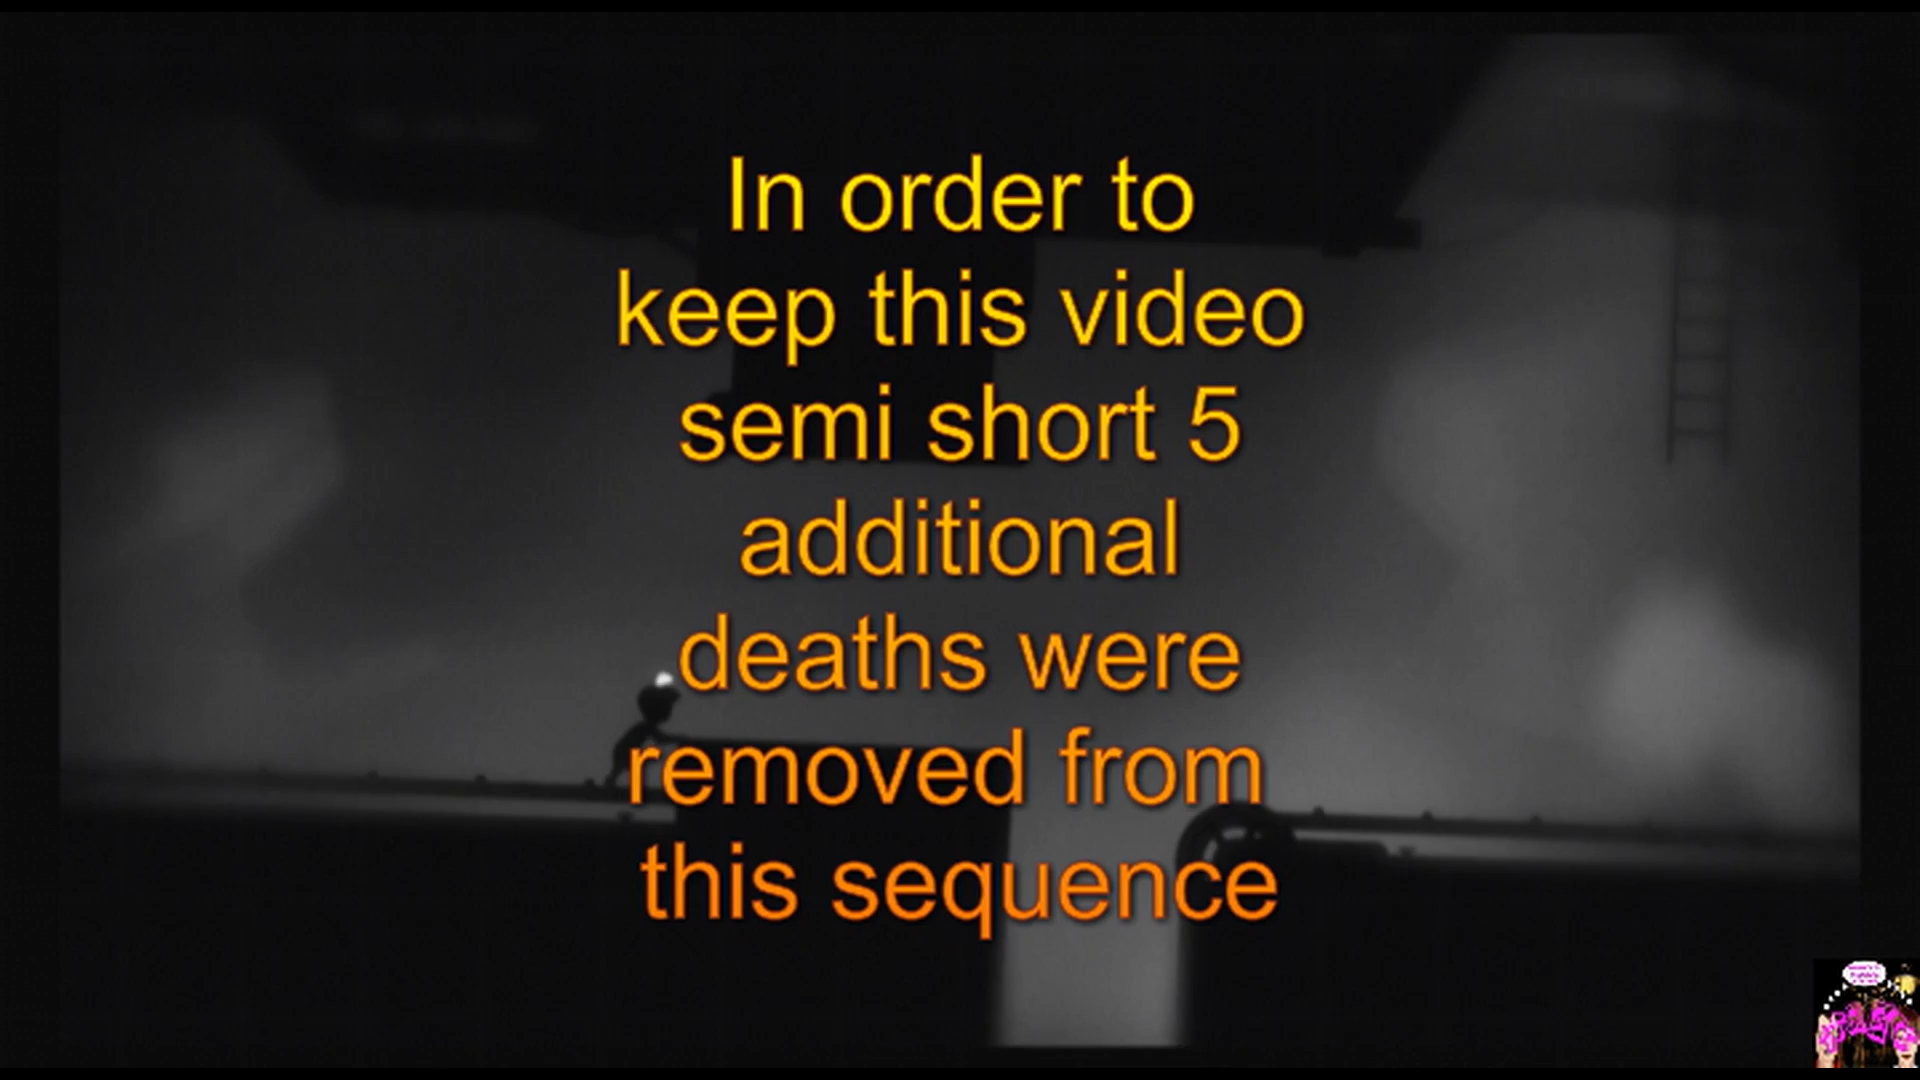 In order to
keep this video
semi short 5
additional
deaths were
removed from
this sequence